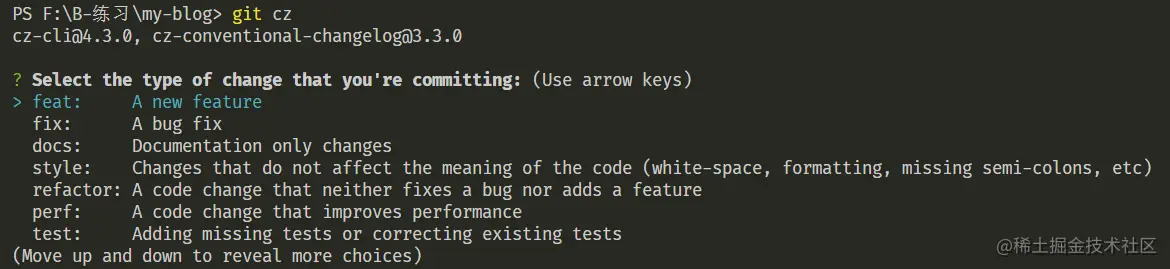 PS F:\B-练习\my-blog> git cz
cz-cli@4.3.0, cz-conventional-changelog@3.3.0
? Select the type of change that you're committing: (Use arrow keys)
> feat:     A new feature
  fix:      A bug fix
  docs:     Documentation only changes
  style:    Changes that do not affect the meaning of the code (white-space, formatting, missing semi-colons, etc)
  refactor: A code change that neither fixes a bug nor adds a feature
  perf:     A code change that improves performance
  test:     Adding missing tests or correcting existing tests
(Move up and down to reveal more choices)
@稀土掘金技术社区